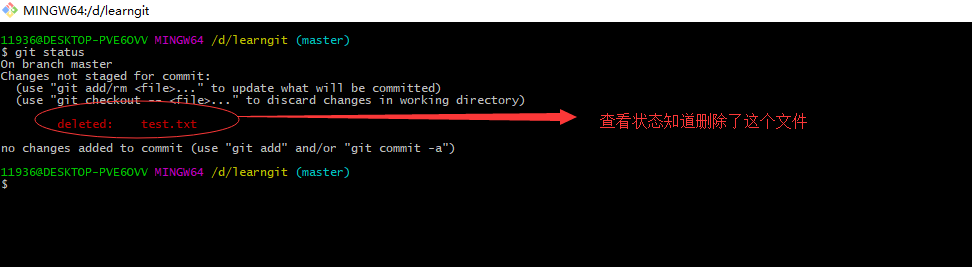 MINGW64:/d/learngit
11936@DESKTOP-PVE6OVV MINGW64 /d/learngit (master)
$ git status
On branch master
Changes not staged for commit:
  (use "git add/rm <file>..." to update what will be committed)
  (use "git checkout -- <file>..." to discard changes in working directory)
deleted:    test.txt
查看状态知道删除了这个文件
no changes added to commit (use "git add" and/or "git commit -a")
11936@DESKTOP-PVE6OVV MINGW64 /d/learngit (master)
$